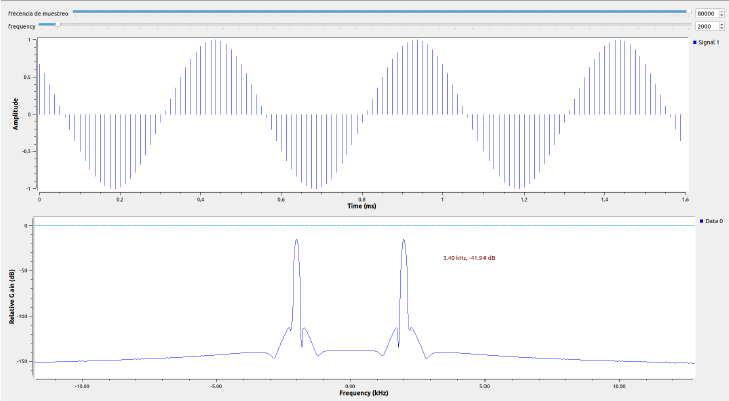 frecencia de muestreo 80000
frequency 2000
Signal 1
Amplitude
1
0,5
0
-0,5
-1
0 0,2 0,4 0,6 0,8 1 1,2 1,4 1,6
Time (ms)
Data 0
3.40 kHz, -41.94 dB
Relative Gain (dB)
0
-50
-100
-150
-10.00 -5.00 0.00 5.00 10.00
Frequency (kHz)